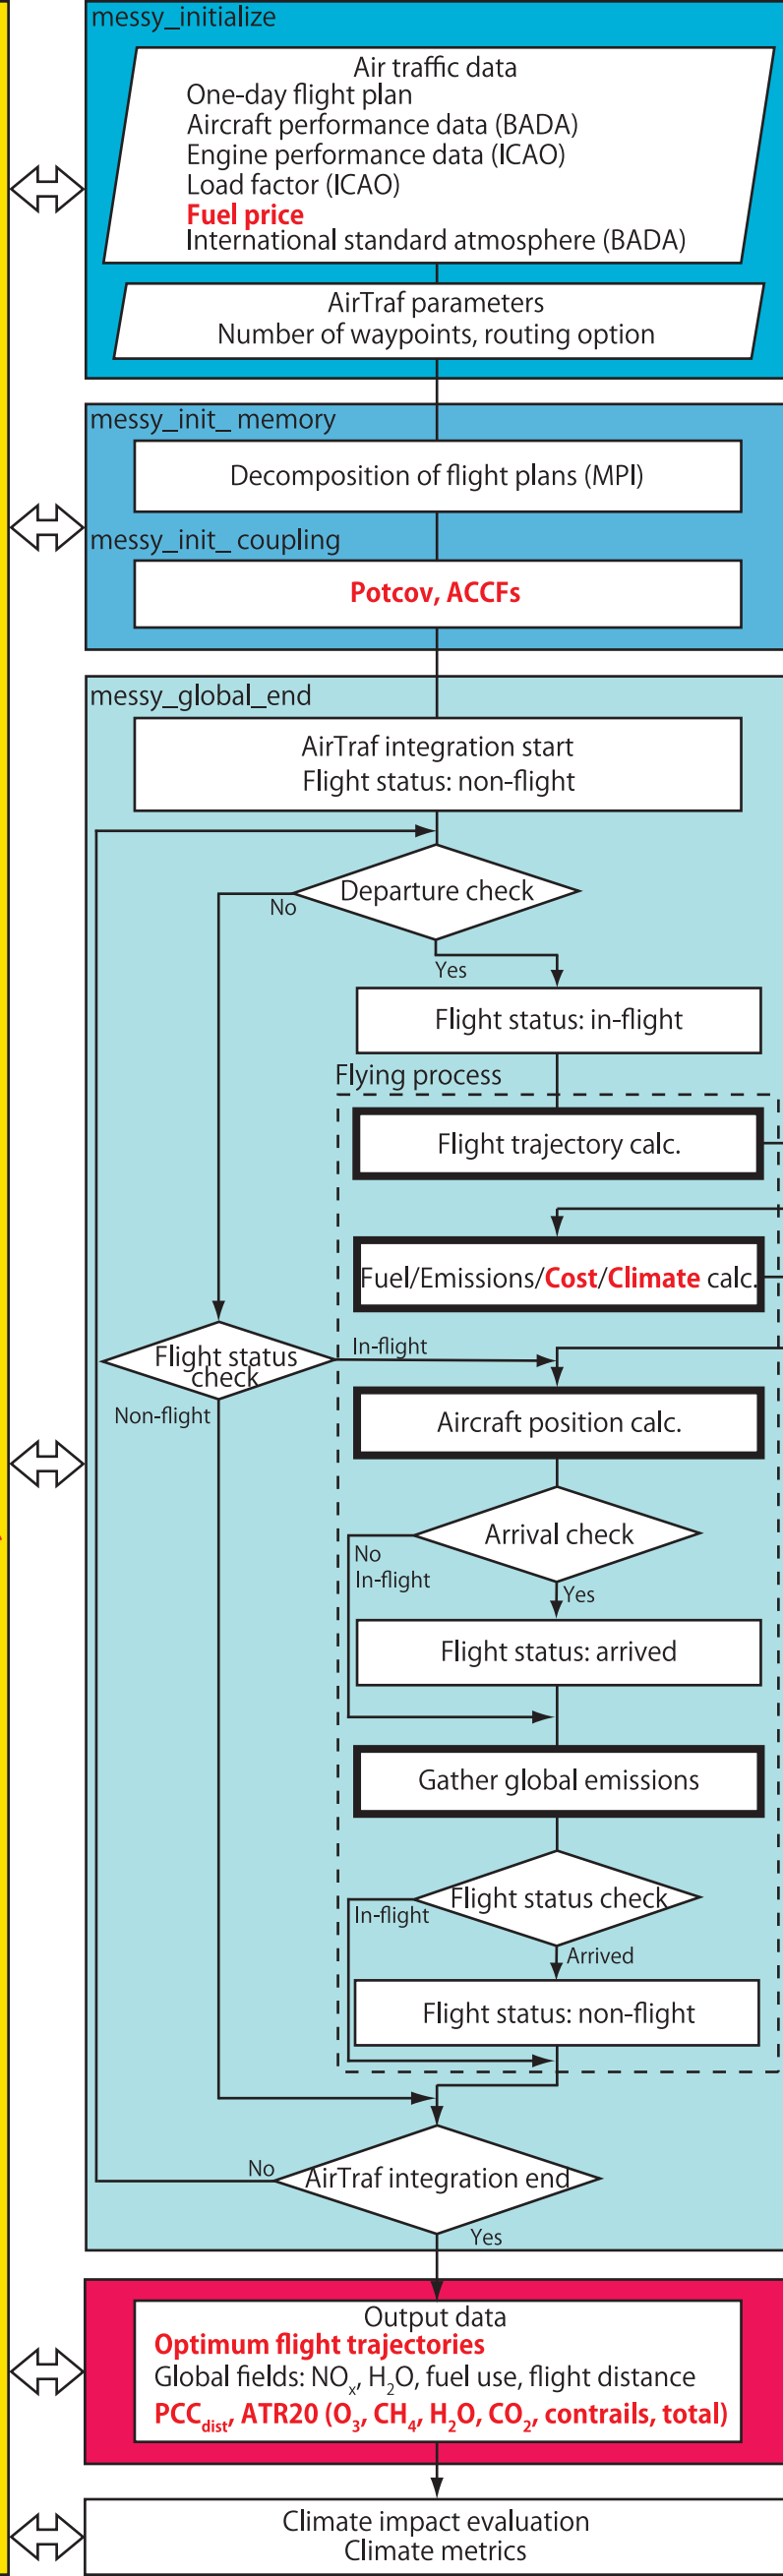 messy_initialize
Air traffic data
One-day flight plan
Aircraft performance data (BADA)
Engine performance data (ICAO)
Load factor (ICAO)
Fuel price
International standard atmosphere (BADA)
AirTraf parameters
Number of waypoints, routing option
messy_init_ memory
Decomposition of flight plans (MPI)
messy_init_ coupling
Potcov, ACCFs
messy_global_end
AirTraf integration start
Flight status: non-flight
Departure check
No
Yes
Flight status: in-flight
Flying process
Flight trajectory calc.
Fuel/Emissions/Cost/Climate calc.
In-flight
Flight status
check
Non-flight
Aircraft position calc.
Arrival check
No
In-flight
Yes
Flight status: arrived
Gather global emissions
Flight status check
In-flight
Arrived
Flight status: non-flight
No
AirTraf integration end
Yes
Output data
Optimum flight trajectories
Global fields: NOx, H2O, fuel use, flight distance
PCCdist, ATR20 (O3, CH4, H2O, CO2, contrails, total)
Climate impact evaluation
Climate metrics